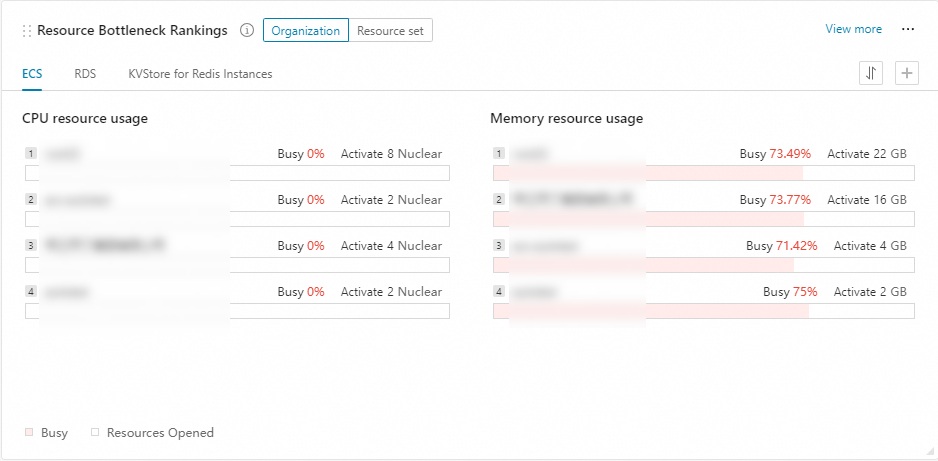 Resource Bottleneck Rankings Organization Resource set View more
ECS RDS KVStore for Redis Instances
CPU resource usage
1 Busy 0% Activate 8 Nuclear
2 Busy 0% Activate 2 Nuclear
3 Busy 0% Activate 4 Nuclear
4 Busy 0% Activate 2 Nuclear
Memory resource usage
1 Busy 73.49% Activate 22 GB
2 Busy 73.77% Activate 16 GB
3 Busy 71.42% Activate 4 GB
4 Busy 75% Activate 2 GB
Busy Resources Opened